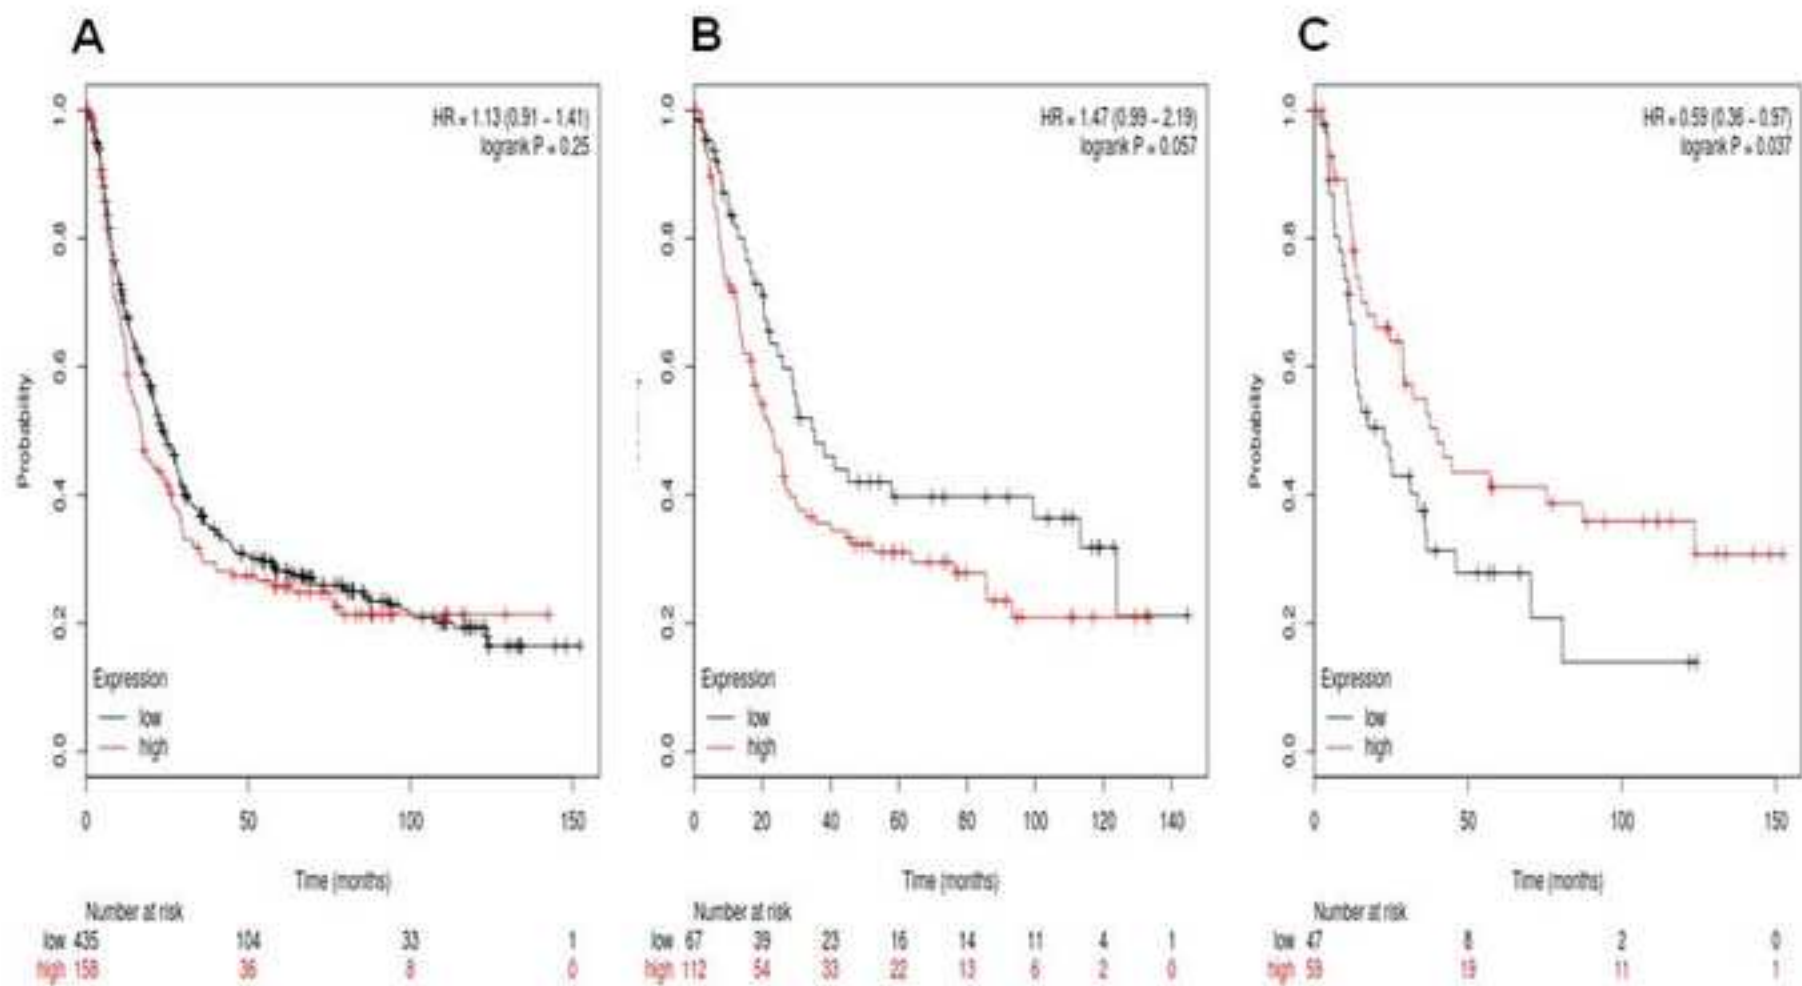 A
HR = 1.13 (0.91 – 1.41)
logrank P = 0.25
1.0
0.8
0.6
0.4
0.2
0.0
Probability
Expression
low
high
0 50 100 150
Time (months)
Number at risk
low 435 104 33 1
high 158 36 8 0
B
HR = 1.47 (0.99 – 2.19)
logrank P = 0.057
1.0
0.8
0.6
0.4
0.2
0.0
Expression
low
high
0 20 40 60 80 100 120 140
Time (months)
Number at risk
low 67 39 23 16 14 11 4 1
high 112 54 33 22 13 6 2 0
C
HR = 0.59 (0.36 – 0.97)
logrank P = 0.037
1.0
0.8
0.6
0.4
0.2
0.0
Probability
Expression
low
high
0 50 100 150
Time (months)
Number at risk
low 47 8 2 0
high 59 19 11 1